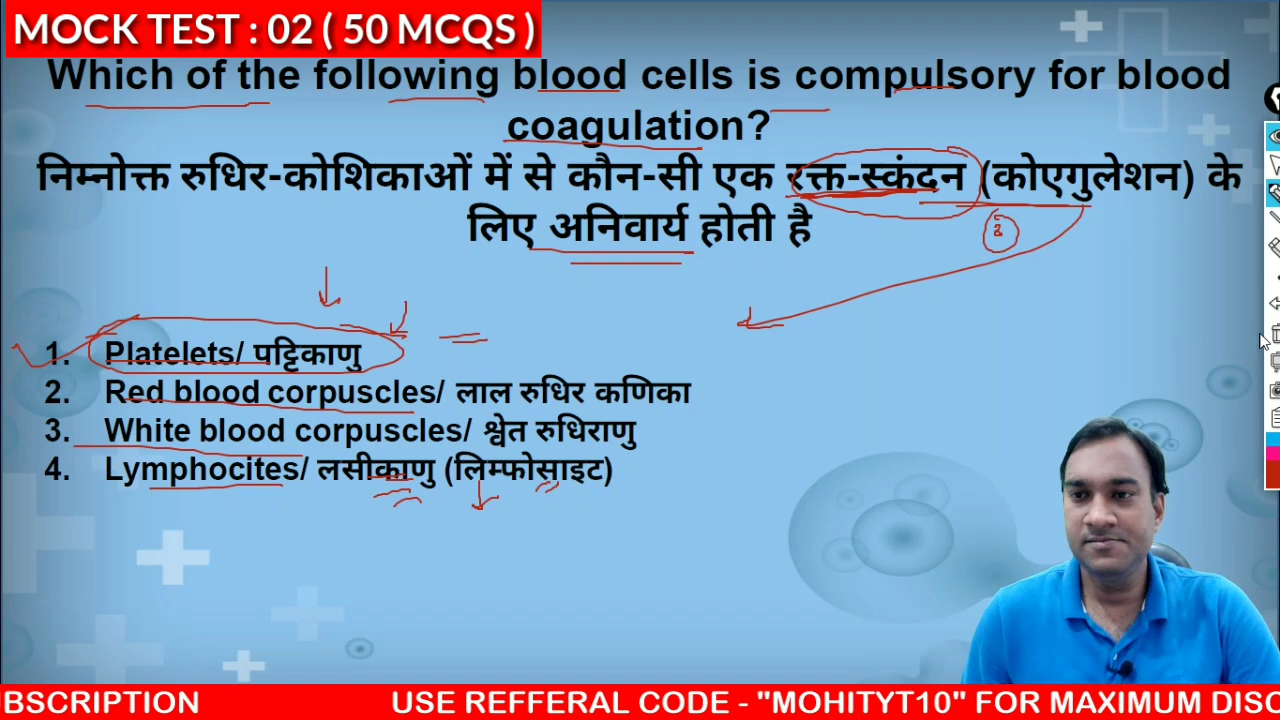 MOCK TEST : 02 ( 50 MCQS )
Which of the following blood cells is compulsory for blood
coagulation?
निम्नोक्त रुधिर-कोशिकाओं में से कौन-सी एक रक्त-स्कंदन (कोएगुलेशन) के
लिए अनिवार्य होती है
1. Platelets/ पट्टिकाणु
2. Red blood corpuscles/ लाल रुधिर कणिका
3. White blood corpuscles/ श्वेत रुधिराणु
4. Lymphocites/ लसीकाणु (लिम्फोसाइट)
UBSCRIPTION USE REFFERAL CODE - "MOHITYT10" FOR MAXIMUM DISC